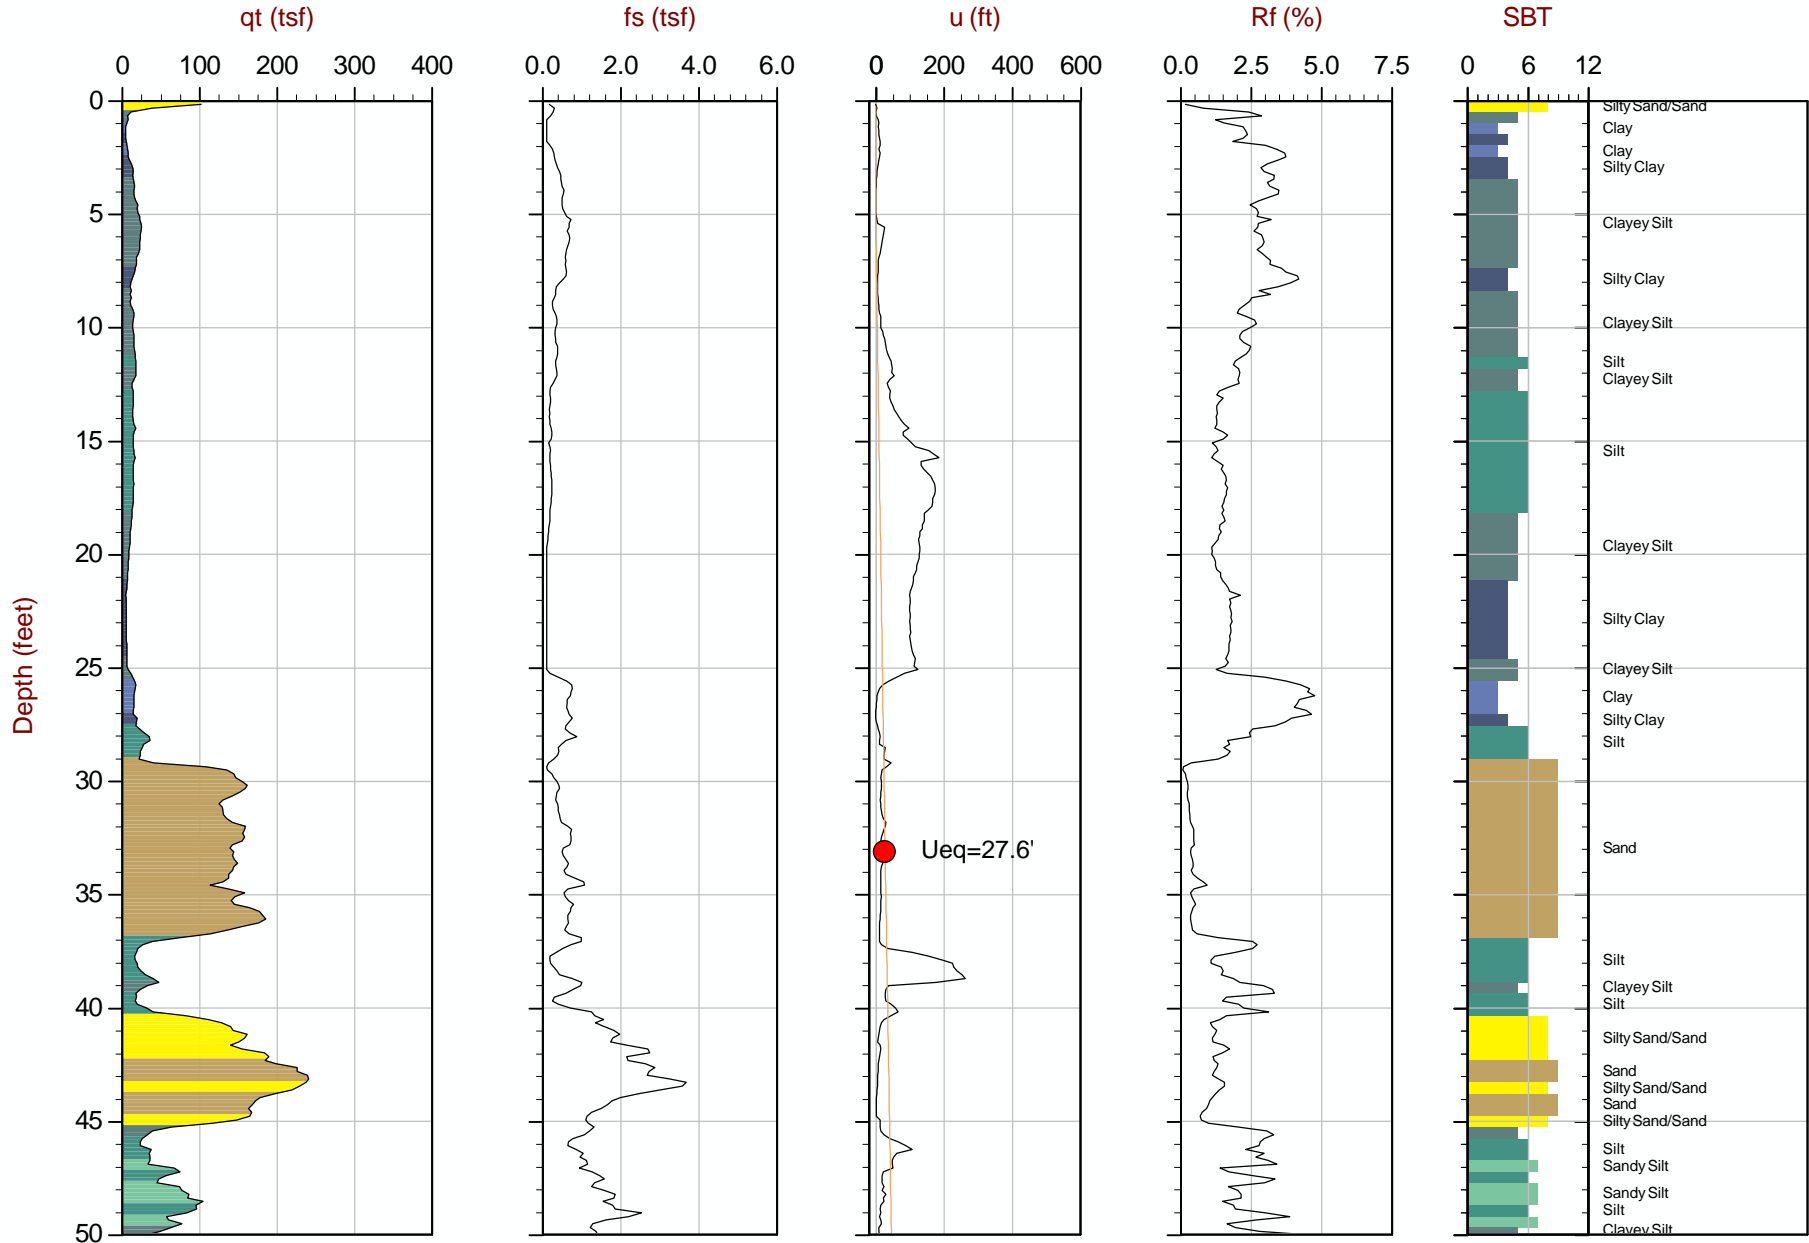 qt (tsf)
fs (tsf)
u (ft)
Rf (%)
SBT
0 100 200 300 400
0.0 2.0 4.0 6.0
0 200 400 600
0.0 2.5 5.0 7.5
0 6 12
Depth (feet)
0
5
10
15
20
25
30
35
40
45
50
Ueq=27.6'
Silty Sand/Sand
Clay
Clay
Silty Clay
Clayey Silt
Silty Clay
Clayey Silt
Silt
Clayey Silt
Silt
Clayey Silt
Silty Clay
Clayey Silt
Clay
Silty Clay
Silt
Sand
Silt
Clayey Silt
Silt
Silty Sand/Sand
Sand
Silty Sand/Sand
Sand
Silty Sand/Sand
Silt
Sandy Silt
Sandy Silt
Silt
Clayey Silt